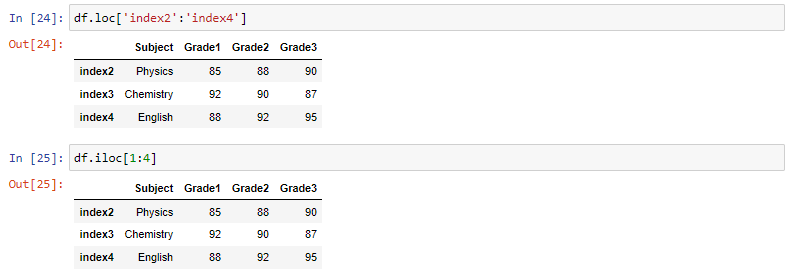 In [24]: df.loc['index2':'index4']
Out[24]:
Subject Grade1 Grade2 Grade3
index2 Physics 85 88 90
index3 Chemistry 92 90 87
index4 English 88 92 95
In [25]: df.iloc[1:4]
Out[25]:
Subject Grade1 Grade2 Grade3
index2 Physics 85 88 90
index3 Chemistry 92 90 87
index4 English 88 92 95